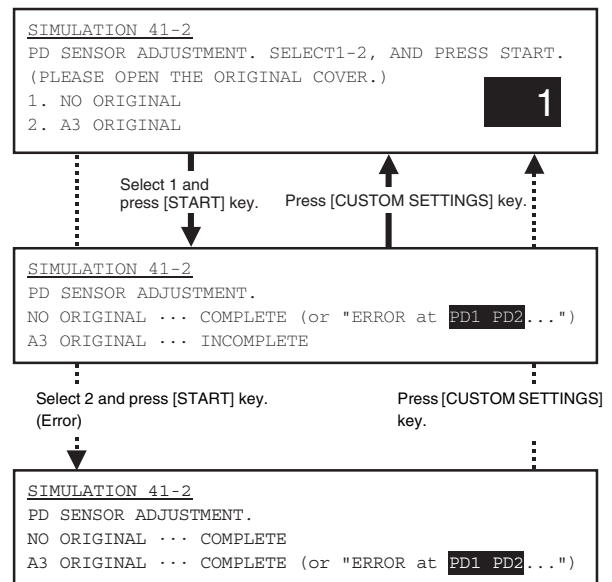 SIMULATION 41-2
PD SENSOR ADJUSTMENT. SELECT1-2, AND PRESS START.
(PLEASE OPEN THE ORIGINAL COVER.)
1. NO ORIGINAL
2. A3 ORIGINAL
1
Select 1 and
press [START] key.
Press [CUSTOM SETTINGS] key.
SIMULATION 41-2
PD SENSOR ADJUSTMENT.
NO ORIGINAL ··· COMPLETE (or "ERROR at PD1 PD2...")
A3 ORIGINAL ··· INCOMPLETE
Select 2 and press [START] key.
(Error)
Press [CUSTOM SETTINGS]
key.
SIMULATION 41-2
PD SENSOR ADJUSTMENT.
NO ORIGINAL ··· COMPLETE
A3 ORIGINAL ··· COMPLETE (or "ERROR at PD1 PD2...")